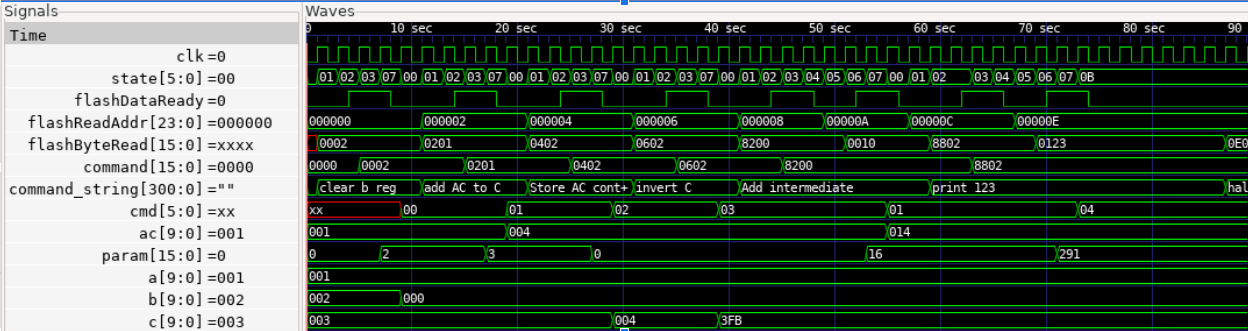 Signals Waves
Time 0 10 sec 20 sec 30 sec 40 sec 50 sec 60 sec 70 sec 80 sec 90
clk=0
state[5:0]=00 01 02 03 07 00 01 02 03 07 00 01 02 03 07 00 01 02 03 07 00 01 02 03 04 05 06 07 00 01 02 03 04 05 06 07 0B
flashDataReady=0
flashReadAddr[23:0]=000000 000000 000002 000004 000006 000008 00000A 00000C 00000E
flashByteRead[15:0]=xxxx 0002 0201 0402 0602 8200 0010 8802 0123 0E0
command[15:0]=0000 0000 0002 0201 0402 0602 8200 8802
command_string[300:0]="" clear b reg add AC to C Store AC cont+ invert C Add intermediate print 123 hal
cmd[5:0]=xx xx 00 01 02 03 01 04
ac[9:0]=001 001 004 014
param[15:0]=0 0 2 3 0 16 291
a[9:0]=001 001
b[9:0]=002 002 000
c[9:0]=003 003 004 3FB